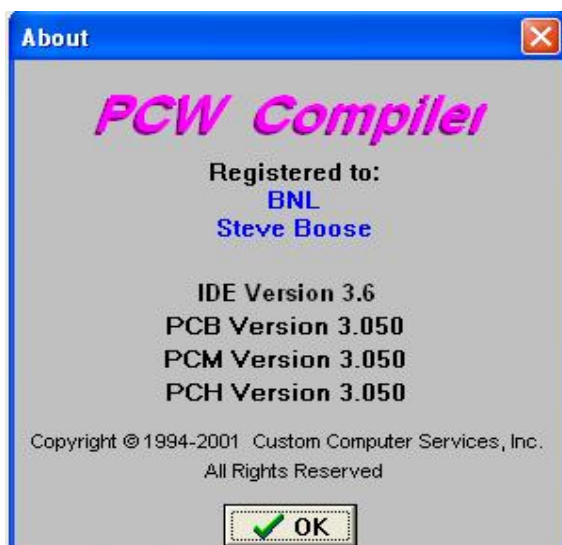 About
PCW Compiler
Registered to:
BNL
Steve Boose
IDE Version 3.6
PCB Version 3.050
PCM Version 3.050
PCH Version 3.050
Copyright © 1994-2001 Custom Computer Services, Inc.
All Rights Reserved
OK